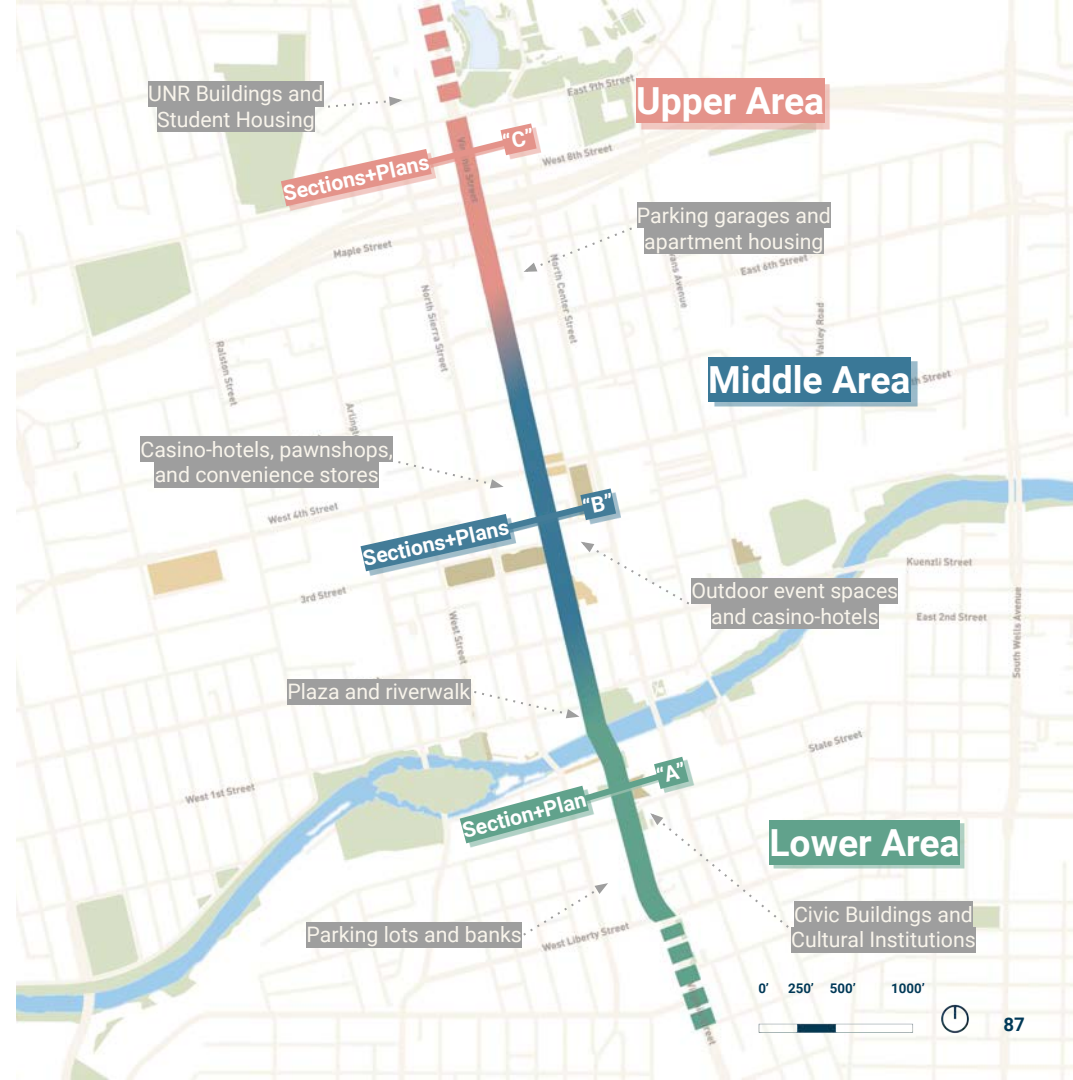 East 9th Street
UNR Buildings and
Student Housing
Upper Area
"C"
West 8th Street
Sections+Plans
Parking garages and
apartment housing
Maple Street
East 6th Street
North Center Street
North Sierra Street
Valley Road
Ralston Street
Middle Area
Street
Casino-hotels, pawnshops,
and convenience stores
West 4th Street
"B"
Sections+Plans
Kuenzli Street
3rd Street
Outdoor event spaces
and casino-hotels
East 2nd Street
South Wells Avenue
West Street
Plaza and riverwalk
State Street
"A"
West 1st Street
Section+Plan
Lower Area
Civic Buildings and
Cultural Institutions
Parking lots and banks
West Liberty Street
0' 250' 500' 1000'
87